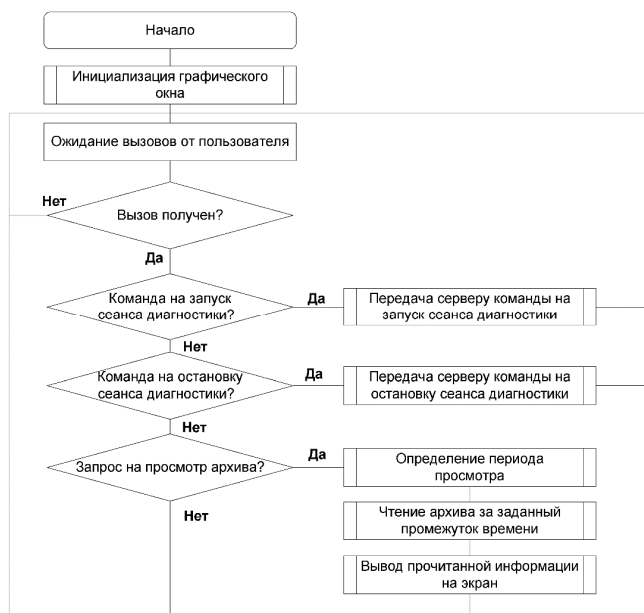 Начало
Инициализация графического
окна
Ожидание вызовов от пользователя
Нет
Вызов получен?
Да
Команда на запуск
сеанса диагностики?
Да
Передача серверу команды на
запуск сеанса диагностики
Нет
Команда на остановку
сеанса диагностики?
Да
Передача серверу команды на
остановку сеанса диагностики
Нет
Запрос на просмотр архива?
Да
Определение периода
просмотра
Нет
Чтение архива за заданный
промежуток времени
Вывод прочитанной информации
на экран